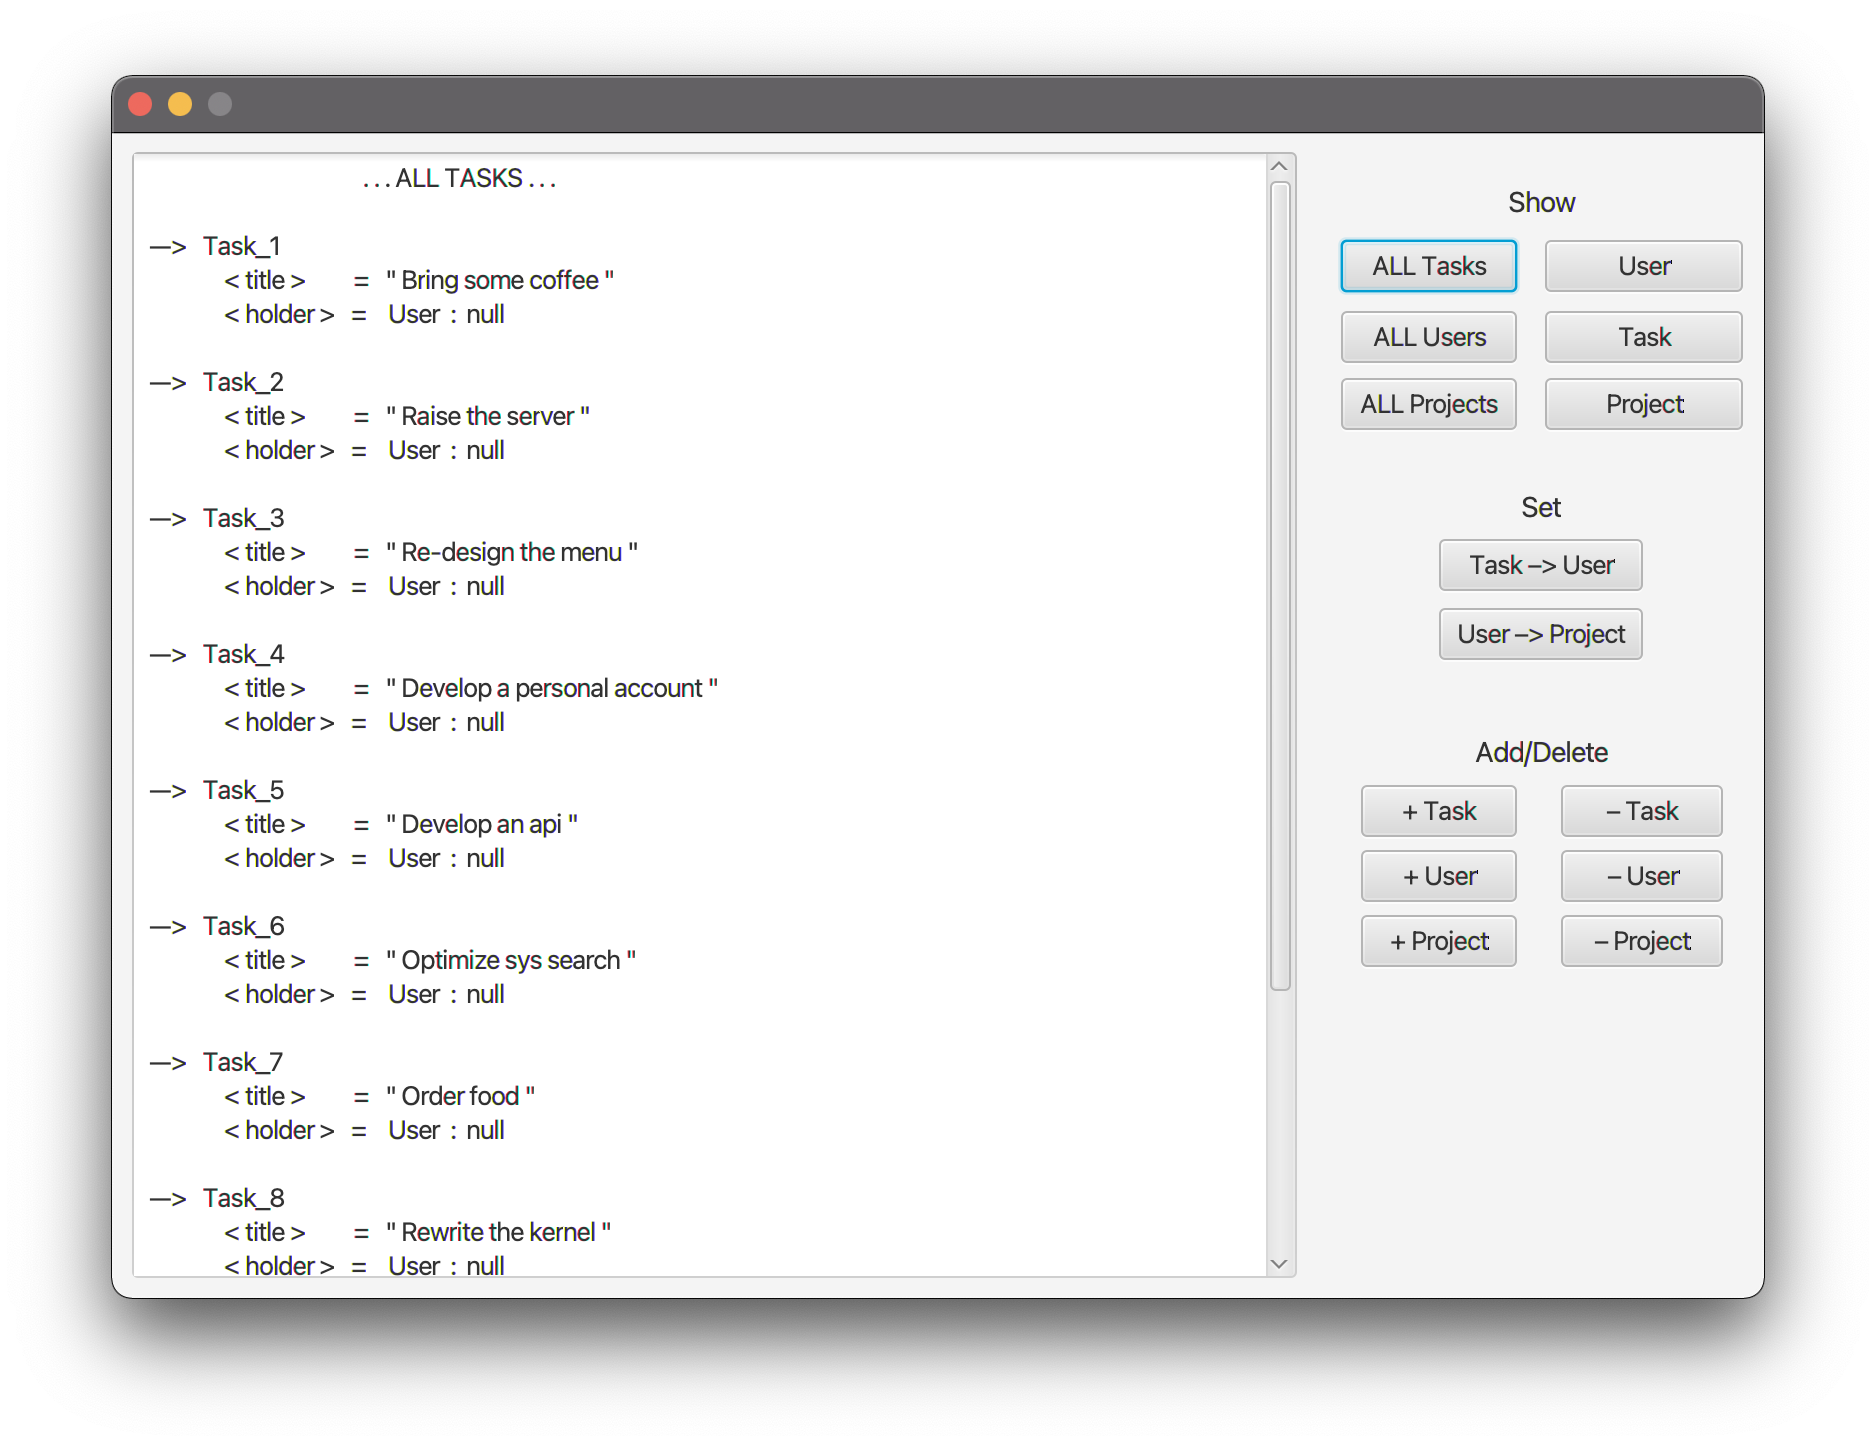 . . . ALL TASKS . . .
—> Task_1
< title > = " Bring some coffee "
< holder > = User : null
—> Task_2
< title > = " Raise the server "
< holder > = User : null
—> Task_3
< title > = " Re-design the menu "
< holder > = User : null
—> Task_4
< title > = " Develop a personal account "
< holder > = User : null
—> Task_5
< title > = " Develop an api "
< holder > = User : null
—> Task_6
< title > = " Optimize sys search "
< holder > = User : null
—> Task_7
< title > = " Order food "
< holder > = User : null
—> Task_8
< title > = " Rewrite the kernel "
< holder > = User : null
Show
ALL Tasks User
ALL Users Task
ALL Projects Project
Set
Task –> User
User –> Project
Add/Delete
+ Task – Task
+ User – User
+ Project – Project